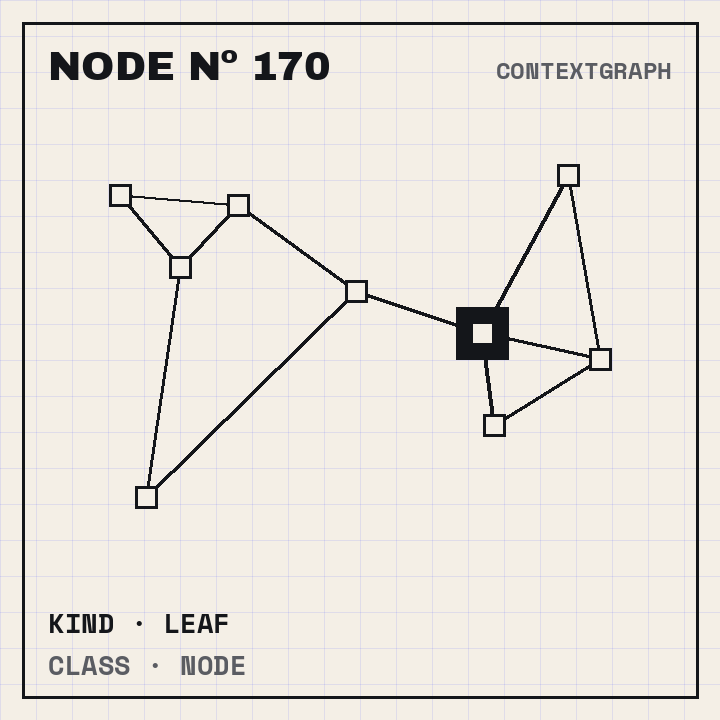 NODE Nº 170
CONTEXTGRAPH
KIND · LEAF
CLASS · NODE